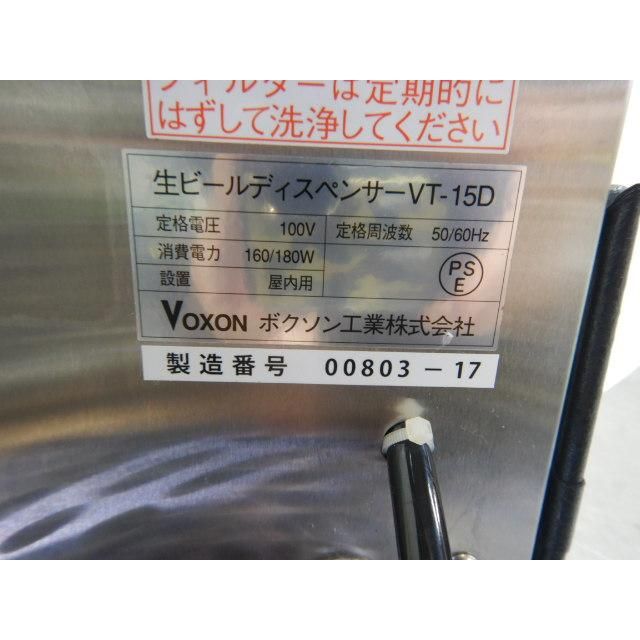 フィルターは定期的に
はずして洗浄してください
生ビールディスペンサーVT-15D
定格電圧 100V 定格周波数 50/60Hz
消費電力 160/180W
設置 屋内用
PS
E
VOXON ボクソン工業株式会社
製造番号 00803-17